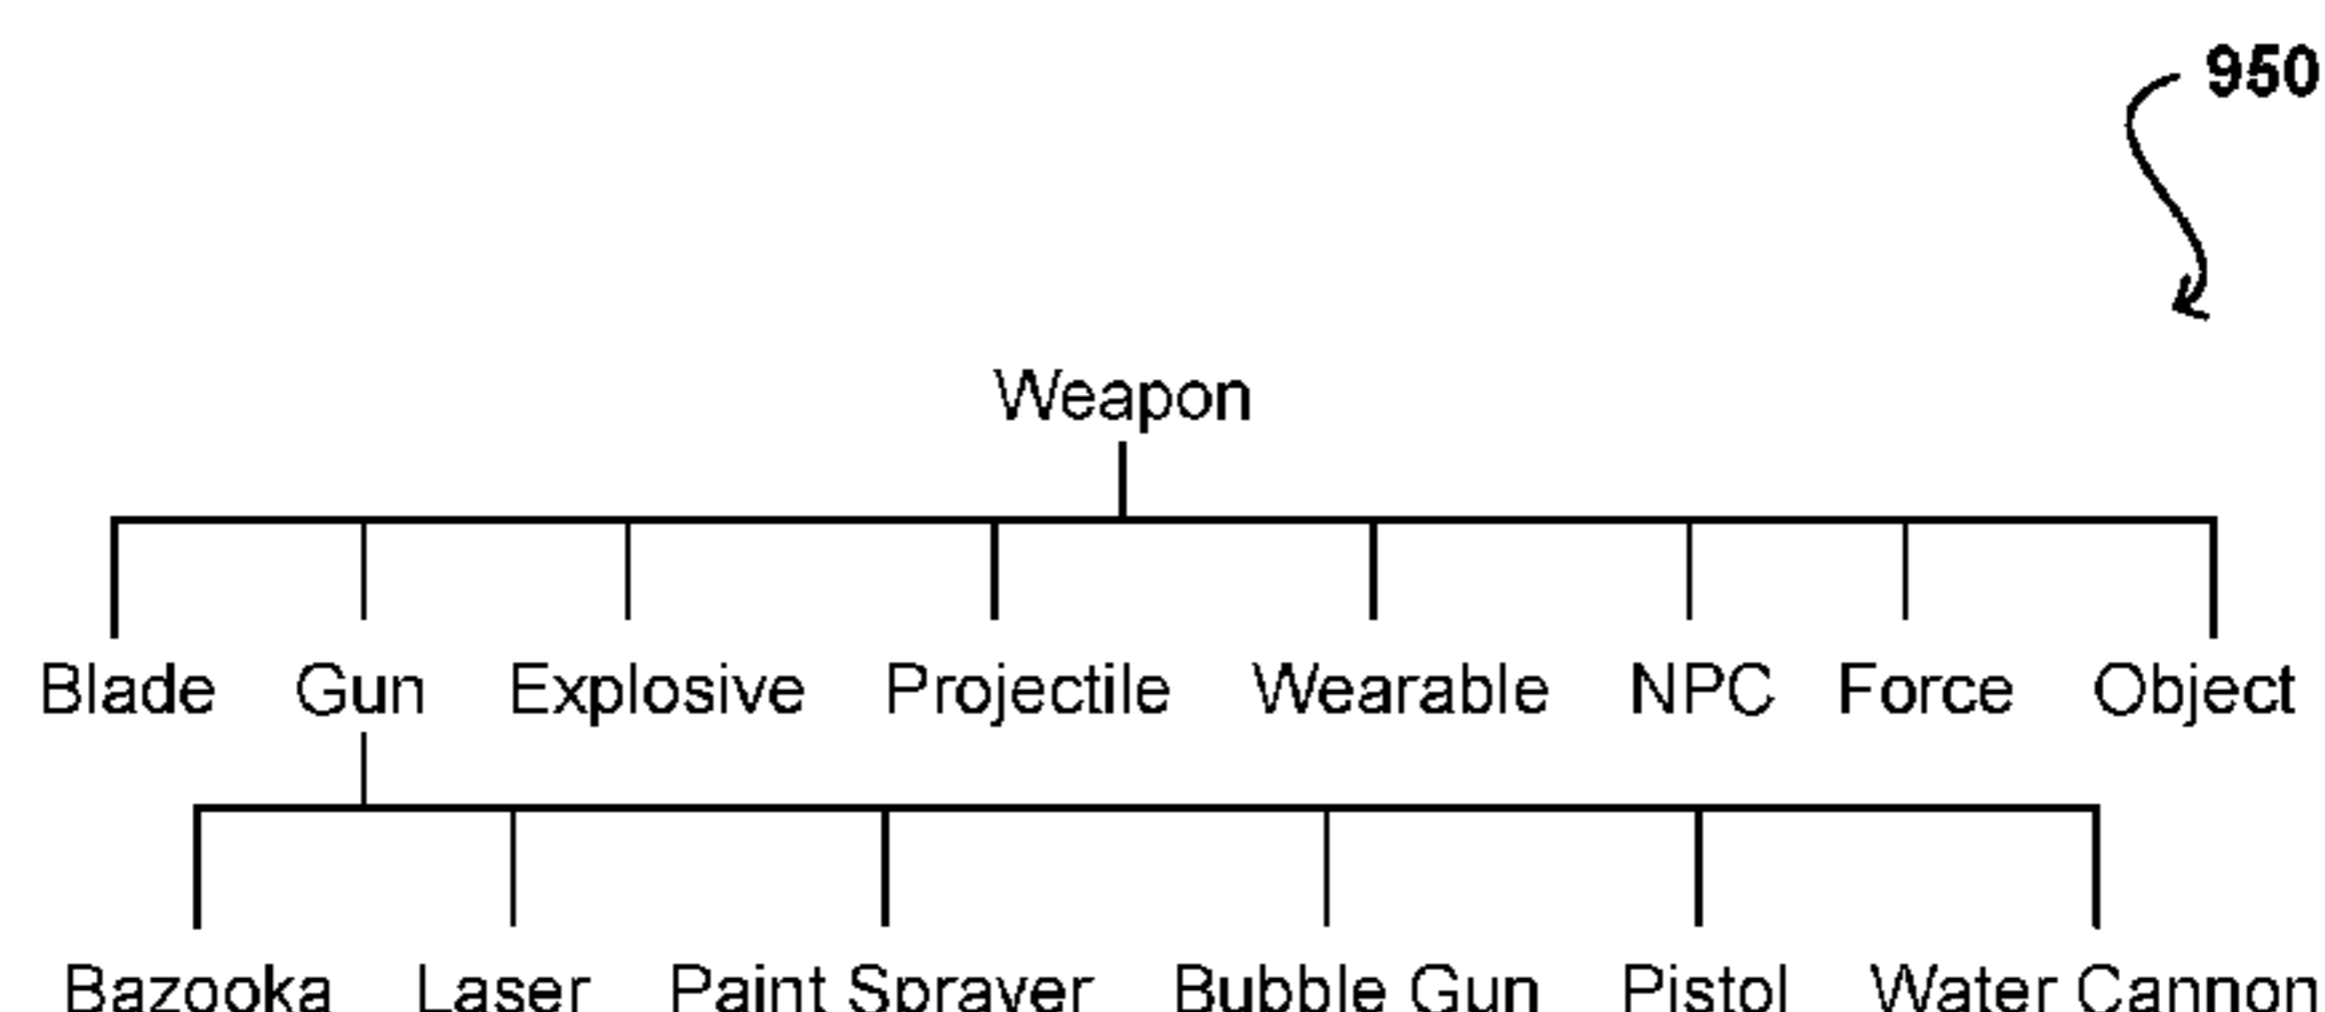 950
Weapon
Blade Gun Explosive Projectile Wearable NPC Force Object
Bazooka Laser Paint Sprayer Bubble Gun Pistol Water Cannon